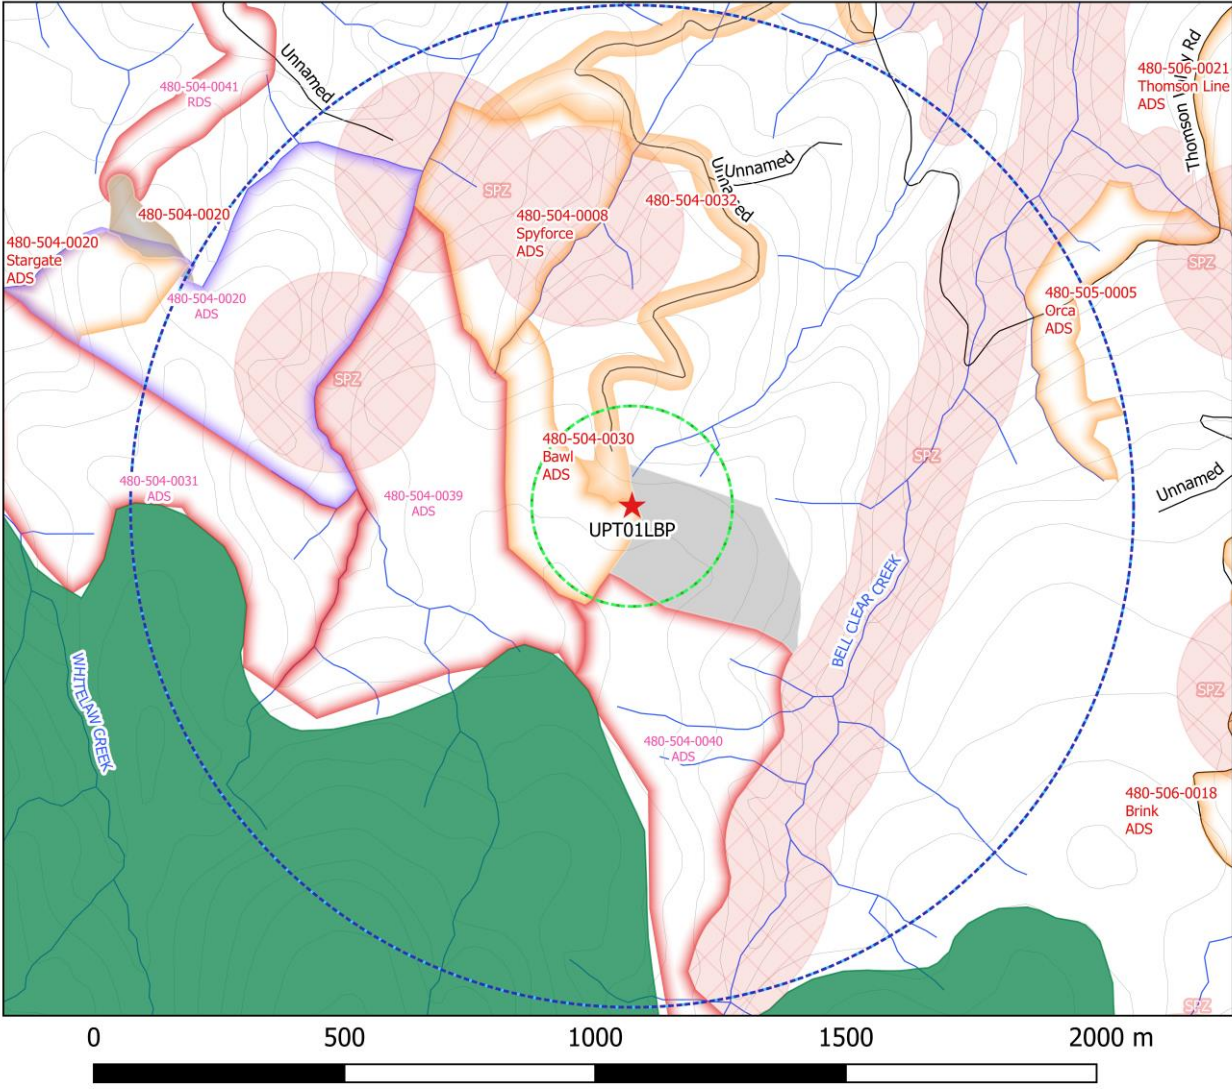 Unnamed
480-504-0041
RDS
480-506-0021
Thomson Line
ADS
Thomson Valley Rd
Unnamed
Unnamed
SPZ
480-504-0020
480-504-0008
Spyforce
ADS
480-504-0032
480-504-0020
Stargate
ADS
SPZ
480-504-0020
ADS
480-505-0005
Orca
ADS
SPZ
480-504-0030
Bawl
ADS
SPZ
480-504-0031
ADS
480-504-0039
ADS
Unnamed
UPT01LBP
BELL CLEAR CREEK
WHITELAW CREEK
SPZ
480-504-0040
ADS
480-506-0018
Brink
ADS
SPZ
0 500 1000 1500 2000 m